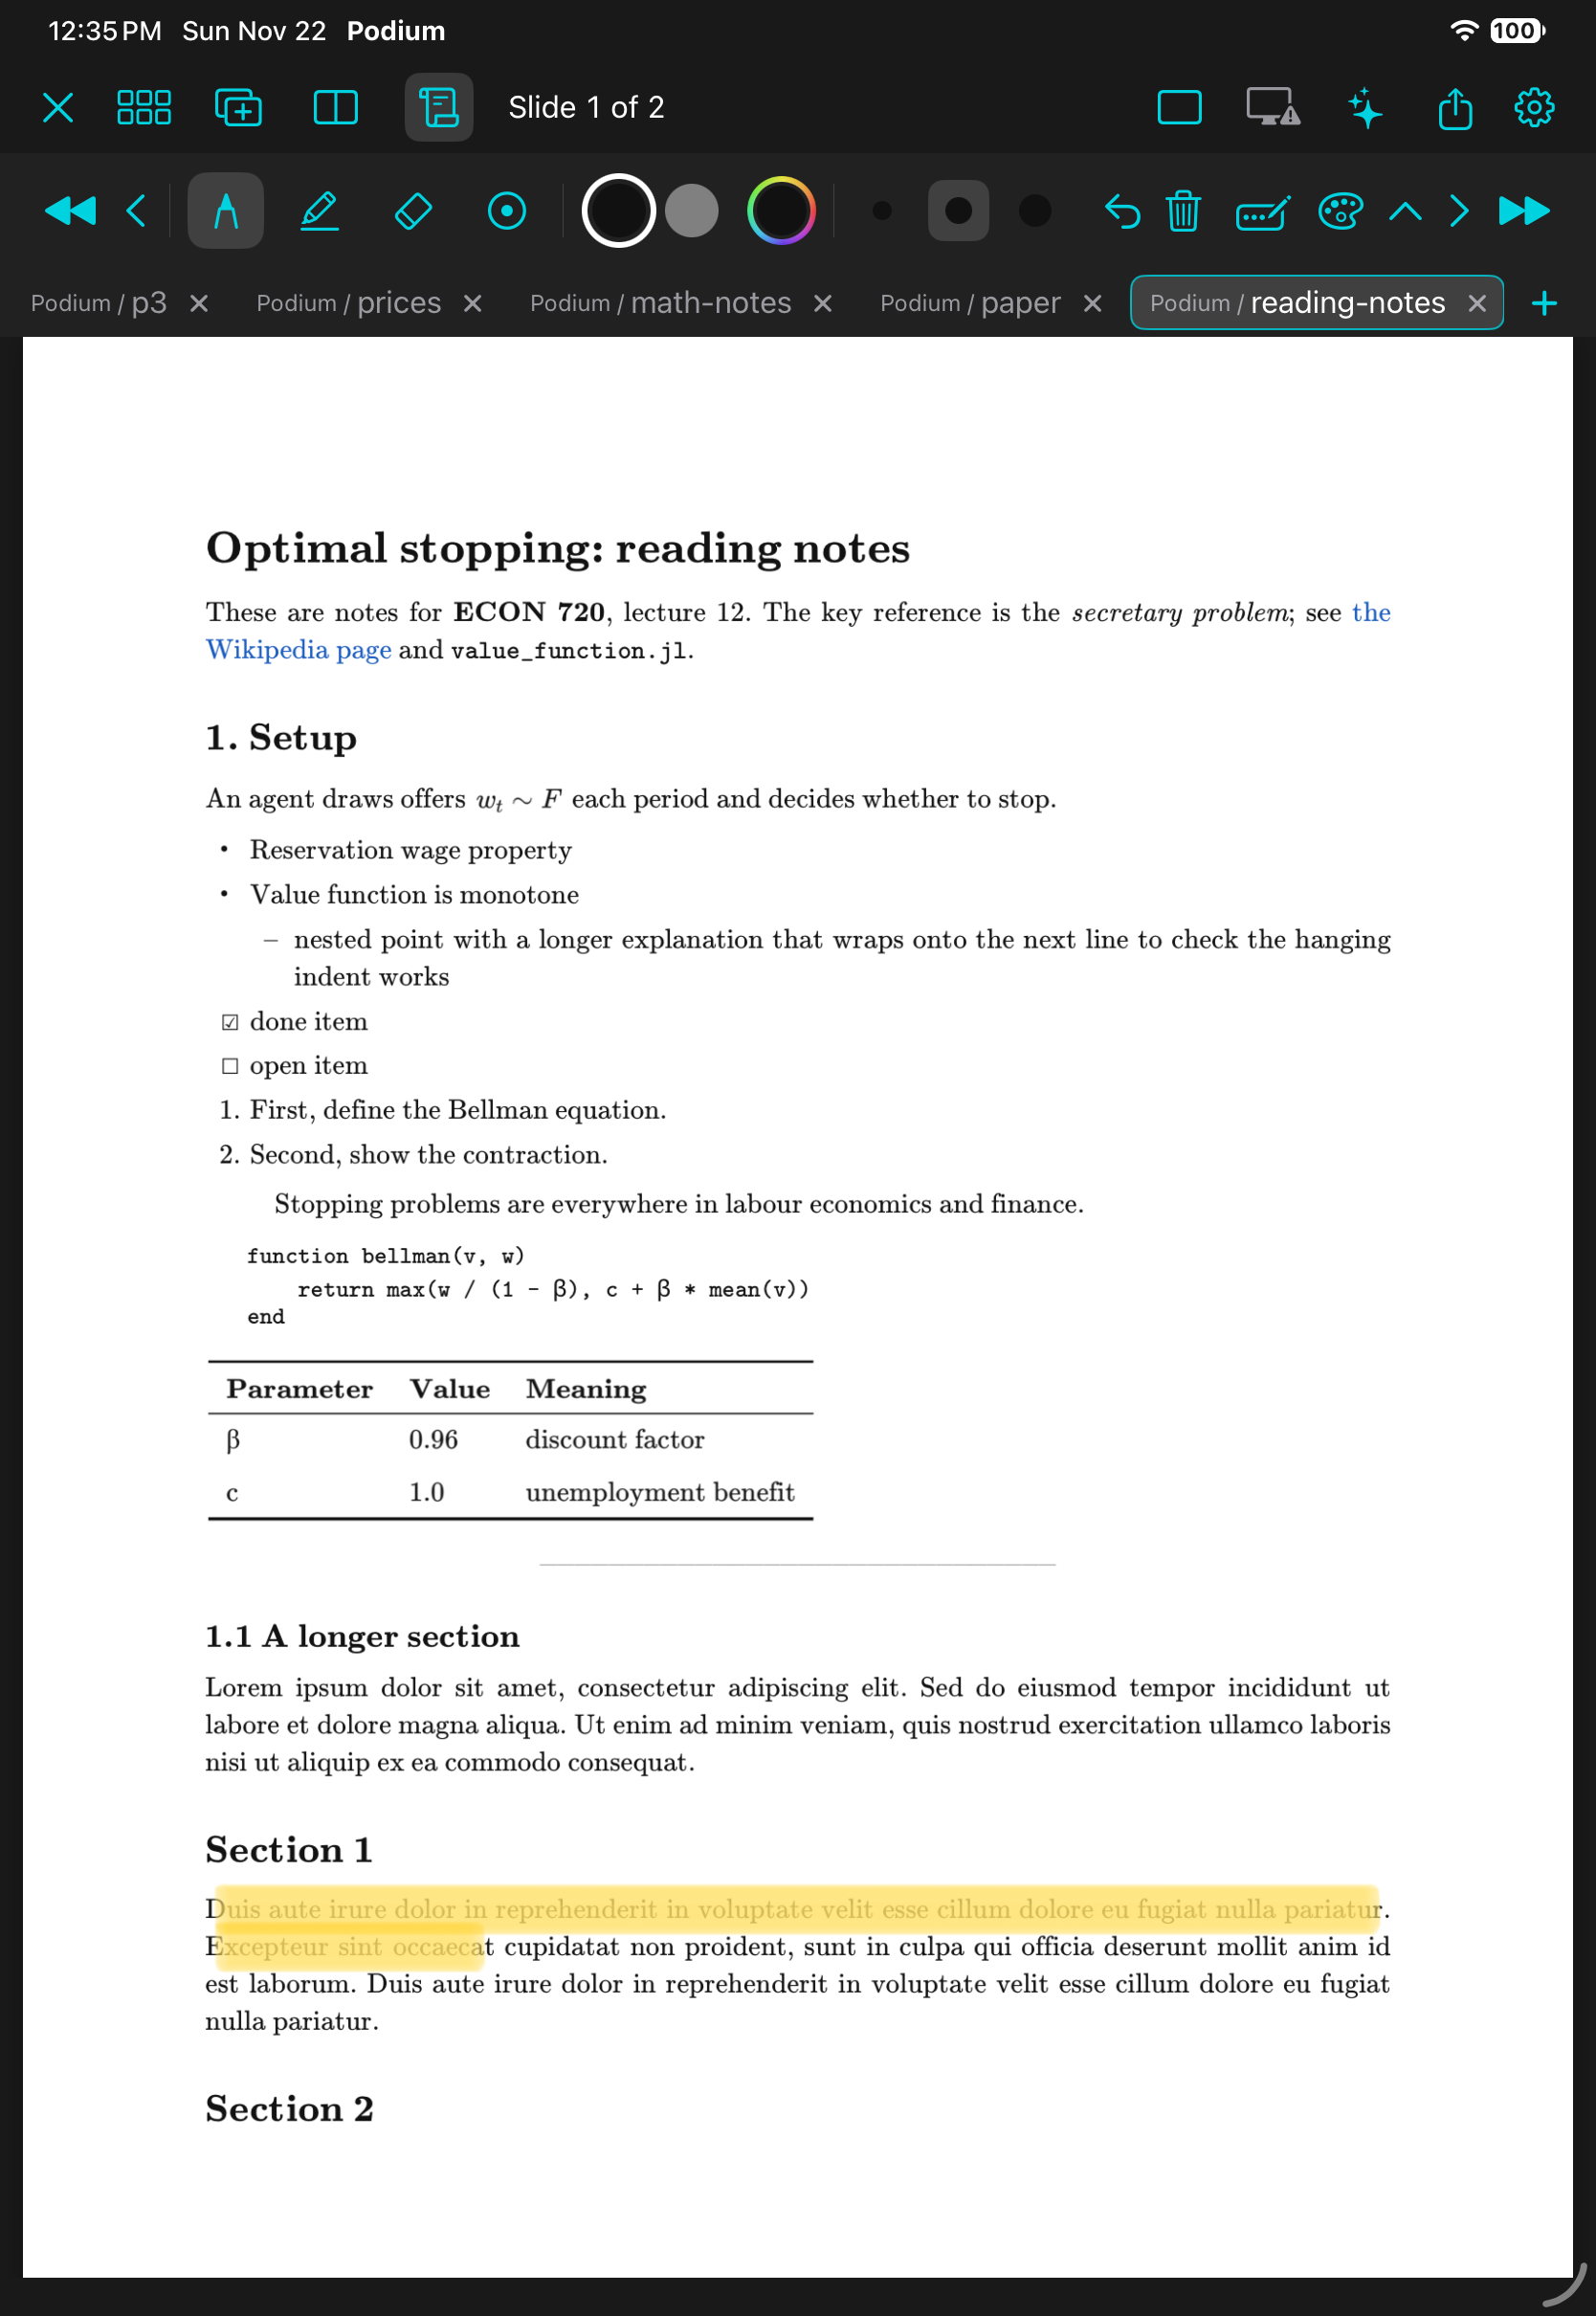 12:35 PM Sun Nov 22 Podium
100
Slide 1 of 2
Podium / p3
Podium / prices
Podium / math-notes
Podium / paper
Podium / reading-notes
Optimal stopping: reading notes
These are notes for ECON 720, lecture 12. The key reference is the secretary problem; see the
Wikipedia page and value_function.jl.
1. Setup
An agent draws offers wₜ ∼ F each period and decides whether to stop.
• Reservation wage property
• Value function is monotone
– nested point with a longer explanation that wraps onto the next line to check the hanging
indent works
☑ done item
☐ open item
1. First, define the Bellman equation.
2. Second, show the contraction.
Stopping problems are everywhere in labour economics and finance.
function bellman(v, w)
    return max(w / (1 - β), c + β * mean(v))
end
Parameter Value Meaning
β 0.96 discount factor
c 1.0 unemployment benefit
1.1 A longer section
Lorem ipsum dolor sit amet, consectetur adipiscing elit. Sed do eiusmod tempor incididunt ut
labore et dolore magna aliqua. Ut enim ad minim veniam, quis nostrud exercitation ullamco laboris
nisi ut aliquip ex ea commodo consequat.
Section 1
Duis aute irure dolor in reprehenderit in voluptate velit esse cillum dolore eu fugiat nulla pariatur.
Excepteur sint occaecat cupidatat non proident, sunt in culpa qui officia deserunt mollit anim id
est laborum. Duis aute irure dolor in reprehenderit in voluptate velit esse cillum dolore eu fugiat
nulla pariatur.
Section 2